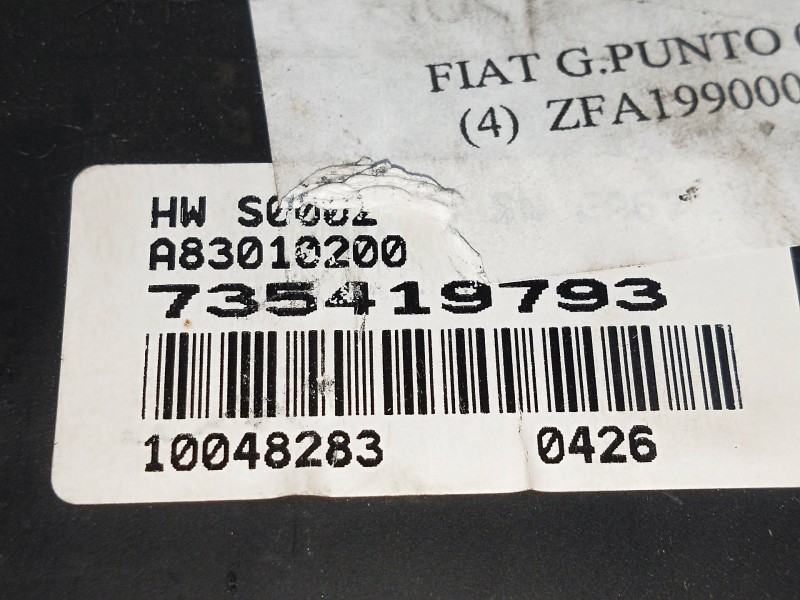 FIAT G.PUNTO
(4) ZFA199000
HW S0002
A83010200
735419793
10048283 0426